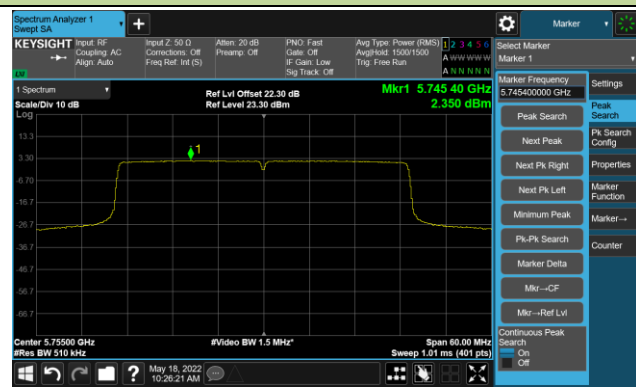 Spectrum Analyzer 1
Swept SA
Marker
KEYSIGHT
Input: RF
Coupling: AC
Align: Auto
Input Z: 50 Ω
Corrections: Off
Freq Ref: Int (S)
Atten: 20 dB
Preamp: Off
PNO: Fast
Gate: Off
IF Gain: Low
Sig Track: Off
Avg Type: Power (RMS)
Avg|Hold: 1500/1500
Trig: Free Run
1 2 3 4 5 6
A W W W W W
A N N N N N
LXI
Select Marker
Marker 1
1 Spectrum
Scale/Div 10 dB
Log
Ref Lvl Offset 22.30 dB
Ref Level 23.30 dBm
Mkr1 5.745 40 GHz
2.350 dBm
13.3
3.30
-6.70
-16.7
-26.7
-36.7
-46.7
-56.7
-66.7
1
Center 5.75500 GHz
#Res BW 510 kHz
#Video BW 1.5 MHz*
Span 60.00 MHz
Sweep 1.01 ms (401 pts)
Marker Frequency
5.745400000 GHz
Peak Search
Next Peak
Next Pk Right
Next Pk Left
Minimum Peak
Pk-Pk Search
Marker Delta
Mkr→CF
Mkr→Ref Lvl
Continuous Peak
Search
On
Off
Settings
Peak
Search
Pk Search
Config
Properties
Marker
Function
Marker→
Counter
May 18, 2022
10:26:21 AM